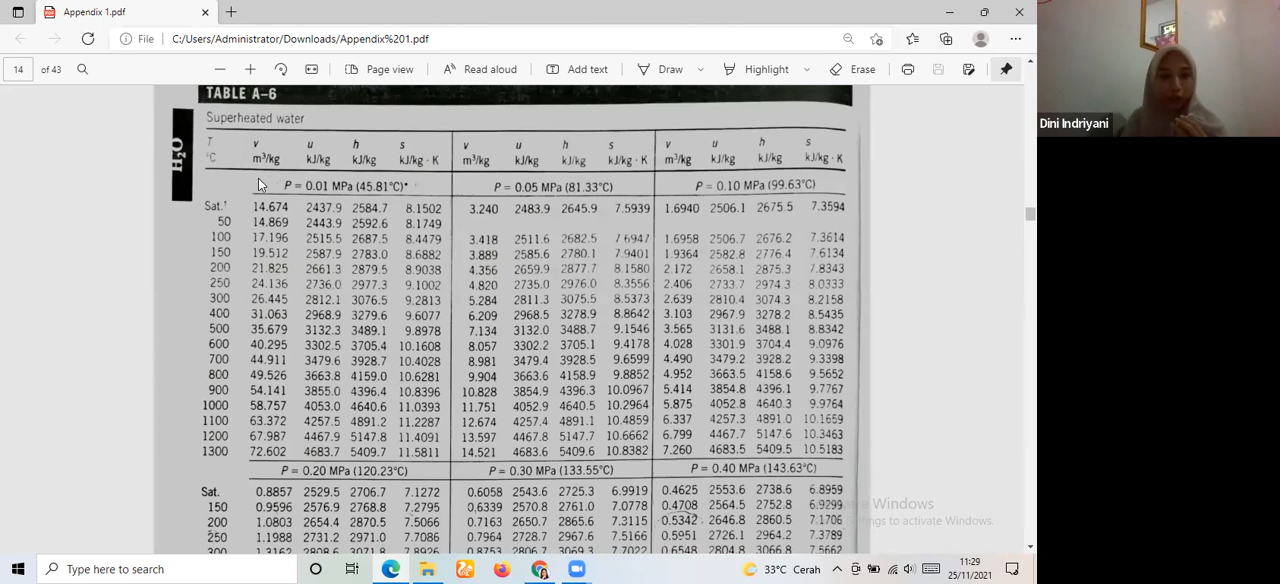 Appendix 1.pdf
File C:/Users/Administrator/Downloads/Appendix%201.pdf
14 of 43 Page view Read aloud Add text Draw Highlight Erase
TABLE A–6
Superheated water
H₂O
T v u h s v u h s v u h s
°C m³/kg kJ/kg kJ/kg kJ/kg · K m³/kg kJ/kg kJ/kg kJ/kg · K m³/kg kJ/kg kJ/kg kJ/kg · K
P = 0.01 MPa (45.81°C)* P = 0.05 MPa (81.33°C) P = 0.10 MPa (99.63°C)
Sat.† 14.674 2437.9 2584.7 8.1502 3.240 2483.9 2645.9 7.5939 1.6940 2506.1 2675.5 7.3594
50 14.869 2443.9 2592.6 8.1749
100 17.196 2515.5 2687.5 8.4479 3.418 2511.6 2682.5 7.6947 1.6958 2506.7 2676.2 7.3614
150 19.512 2587.9 2783.0 8.6882 3.889 2585.6 2780.1 7.9401 1.9364 2582.8 2776.4 7.6134
200 21.825 2661.3 2879.5 8.9038 4.356 2659.9 2877.7 8.1580 2.172 2658.1 2875.3 7.8343
250 24.136 2736.0 2977.3 9.1002 4.820 2735.0 2976.0 8.3556 2.406 2733.7 2974.3 8.0333
300 26.445 2812.1 3076.5 9.2813 5.284 2811.3 3075.5 8.5373 2.639 2810.4 3074.3 8.2158
400 31.063 2968.9 3279.6 9.6077 6.209 2968.5 3278.9 8.8642 3.103 2967.9 3278.2 8.5435
500 35.679 3132.3 3489.1 9.8978 7.134 3132.0 3488.7 9.1546 3.565 3131.6 3488.1 8.8342
600 40.295 3302.5 3705.4 10.1608 8.057 3302.2 3705.1 9.4178 4.028 3301.9 3704.4 9.0976
700 44.911 3479.6 3928.7 10.4028 8.981 3479.4 3928.5 9.6599 4.490 3479.2 3928.2 9.3398
800 49.526 3663.8 4159.0 10.6281 9.904 3663.6 4158.9 9.8852 4.952 3663.5 4158.6 9.5652
900 54.141 3855.0 4396.4 10.8396 10.828 3854.9 4396.3 10.0967 5.414 3854.8 4396.1 9.7767
1000 58.757 4053.0 4640.6 11.0393 11.751 4052.9 4640.5 10.2964 5.875 4052.8 4640.3 9.9764
1100 63.372 4257.5 4891.2 11.2287 12.674 4257.4 4891.1 10.4859 6.337 4257.3 4891.0 10.1659
1200 67.987 4467.9 5147.8 11.4091 13.597 4467.8 5147.7 10.6662 6.799 4467.7 5147.6 10.3463
1300 72.602 4683.7 5409.7 11.5811 14.521 4683.6 5409.6 10.8382 7.260 4683.5 5409.5 10.5183
P = 0.20 MPa (120.23°C) P = 0.30 MPa (133.55°C) P = 0.40 MPa (143.63°C)
Sat. 0.8857 2529.5 2706.7 7.1272 0.6058 2543.6 2725.3 6.9919 0.4625 2553.6 2738.6 6.8959
150 0.9596 2576.9 2768.8 7.2795 0.6339 2570.8 2761.0 7.0778 0.4708 2564.5 2752.8 6.9299
200 1.0803 2654.4 2870.5 7.5066 0.7163 2650.7 2865.6 7.3115 0.5342 2646.8 2860.5 7.1706
250 1.1988 2731.2 2971.0 7.7086 0.7964 2728.7 2967.6 7.5166 0.5951 2726.1 2964.2 7.3789
300 1.3162 2808.6 3071.8 7.8926 0.8753 2806.7 3069.3 7.7022 0.6548 2804.8 3066.8 7.5662
Windows
to activate Windows.
Dini Indriyani
Type here to search
33°C Cerah
11:29
25/11/2021